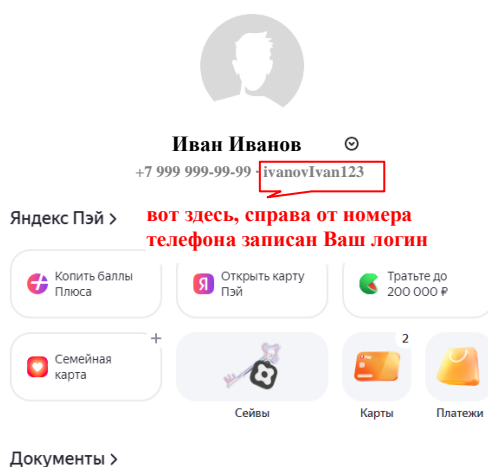 Иван Иванов
+7 999 999-99-99 · ivanovIvan123
Яндекс Пэй >
вот здесь, справа от номера
телефона записан Ваш логин
Копить баллы
Плюса
Я
Открыть карту
Пэй
Тратьте до
200 000 ₽
Семейная
карта
+
2
Сейвы
Карты
Платежи
Документы >